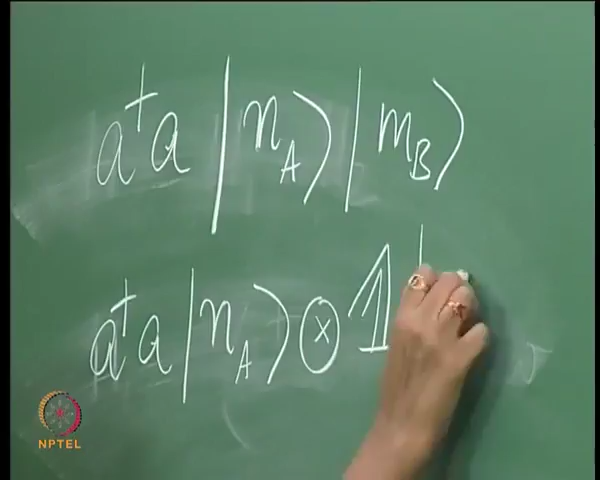 a†a |n_A⟩ |m_B⟩
a†a |n_A⟩ ⊗ 𝟙 |
NPTEL